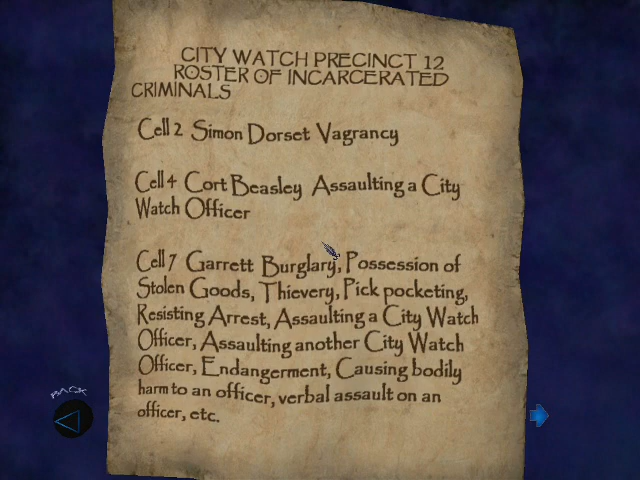 CITY WATCH PRECINCT 12
ROSTER OF INCARCERATED
CRIMINALS
Cell 2 Simon Dorset Vagrancy
Cell 4 Cort Beasley Assaulting a City
Watch Officer
Cell 7 Garrett Burglary, Possession of
Stolen Goods, Thievery, Pick pocketing,
Resisting Arrest, Assaulting a City Watch
Officer, Assaulting another City Watch
Officer, Endangerment, Causing bodily
harm to an officer, verbal assault on an
officer, etc.
BACK